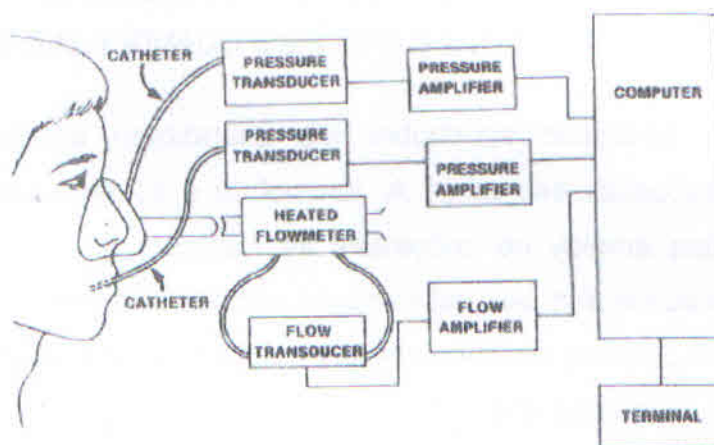 CATHETER
PRESSURE
TRANSDUCER
PRESSURE
AMPLIFIER
COMPUTER
PRESSURE
TRANSDUCER
PRESSURE
AMPLIFIER
HEATED
FLOWMETER
CATHETER
FLOW
TRANSDUCER
FLOW
AMPLIFIER
TERMINAL